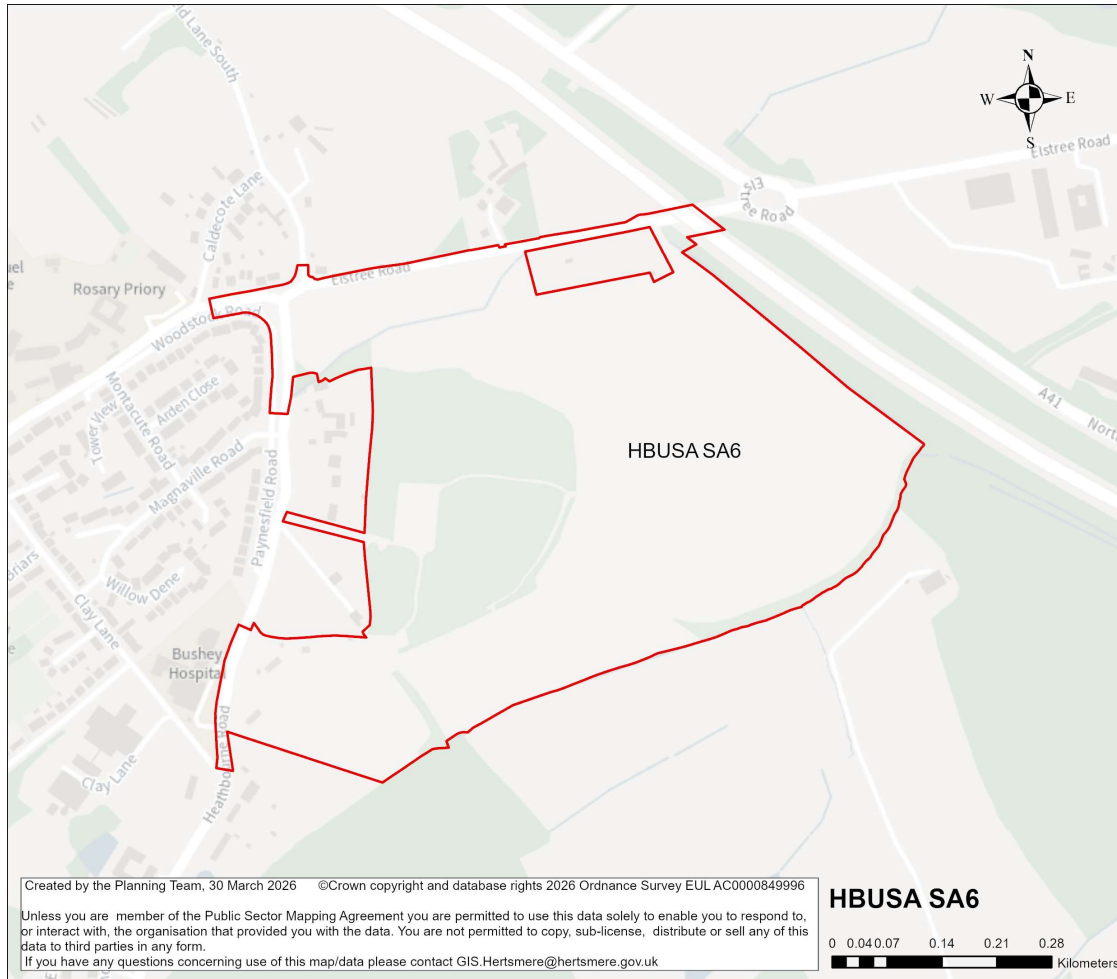 ld Lane South
N
W
E
S
Elstree Road
Elstree Road
Caldecote Lane
Rosary Priory
uel
e
Elstree Road
Woodstock Road
Montacute Road
Arden Close
Tower View
Magnaville Road
A41
North
HBUSA SA6
Paynesfield Road
Briars
Willow Dene
Clay Lane
Bushey
Hospital
e
Clay Lane
Heathbourne Road
Created by the Planning Team, 30 March 2026 ©Crown copyright and database rights 2026 Ordnance Survey EUL AC0000849996
Unless you are member of the Public Sector Mapping Agreement you are permitted to use this data solely to enable you to respond to,
or interact with, the organisation that provided you with the data. You are not permitted to copy, sub-license, distribute or sell any of this
data to third parties in any form.
If you have any questions concerning use of this map/data please contact GIS.Hertsmere@hertsmere.gov.uk
HBUSA SA6
0 0.04 0.07 0.14 0.21 0.28
Kilometers